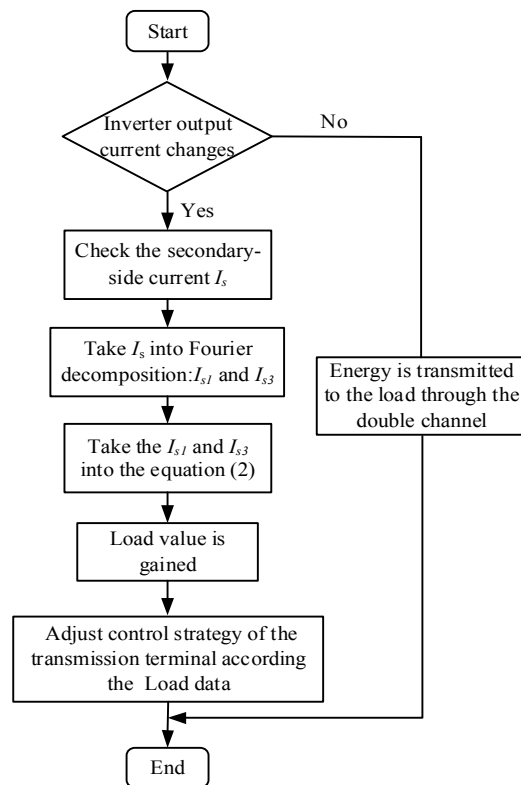 Start
Inverter output
current changes
No
Yes
Check the secondary-
side current Is
Take Is into Fourier
decomposition:Is1 and Is3
Energy is transmitted
to the load through the
double channel
Take the Is1 and Is3
into the equation (2)
Load value is
gained
Adjust control strategy of the
transmission terminal according
the Load data
End